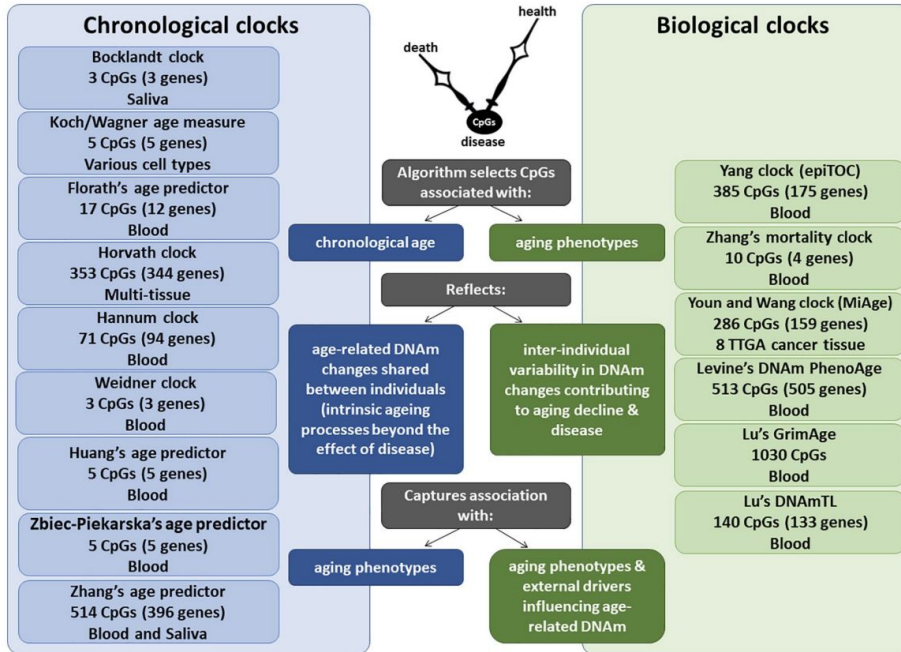 Chronological clocks
Bocklandt clock
3 CpGs (3 genes)
Saliva
Koch/Wagner age measure
5 CpGs (5 genes)
Various cell types
Florath's age predictor
17 CpGs (12 genes)
Blood
Horvath clock
353 CpGs (344 genes)
Multi-tissue
Hannum clock
71 CpGs (94 genes)
Blood
Weidner clock
3 CpGs (3 genes)
Blood
Huang's age predictor
5 CpGs (5 genes)
Blood
Zbiec-Piekarska's age predictor
5 CpGs (5 genes)
Blood
Zhang's age predictor
514 CpGs (396 genes)
Blood and Saliva
health
death
CpGs
disease
Algorithm selects CpGs
associated with:
chronological age
aging phenotypes
Reflects:
age-related DNAm
changes shared
between individuals
(intrinsic ageing
processes beyond the
effect of disease)
inter-individual
variability in DNAm
changes contributing
to aging decline &
disease
Captures association
with:
aging phenotypes
aging phenotypes &
external drivers
influencing age-
related DNAm
Biological clocks
Yang clock (epiTOC)
385 CpGs (175 genes)
Blood
Zhang's mortality clock
10 CpGs (4 genes)
Blood
Youn and Wang clock (MiAge)
286 CpGs (159 genes)
8 TTGA cancer tissue
Levine's DNAm PhenoAge
513 CpGs (505 genes)
Blood
Lu's GrimAge
1030 CpGs
Blood
Lu's DNAmTL
140 CpGs (133 genes)
Blood